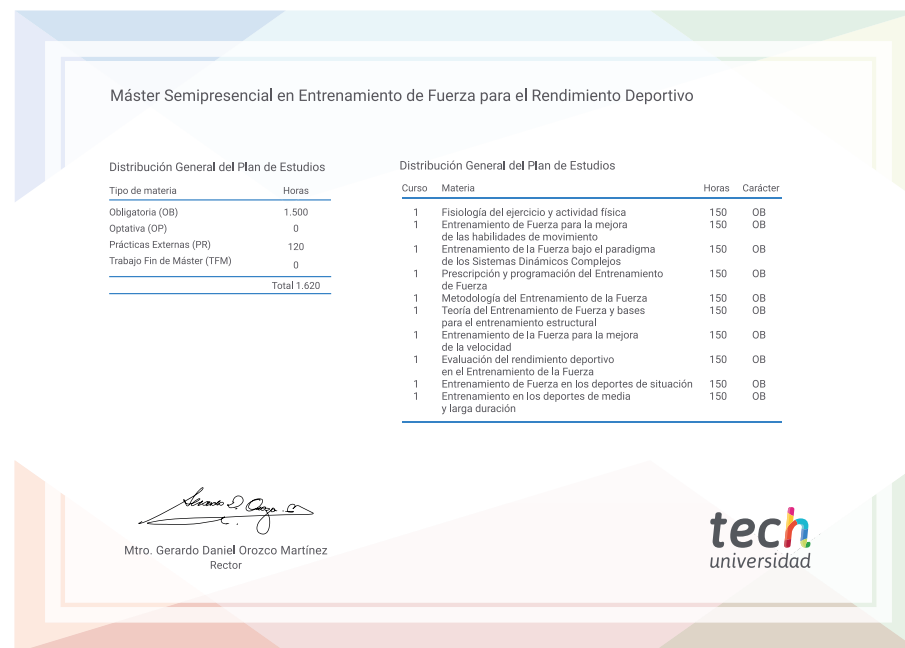 Máster Semipresencial en Entrenamiento de Fuerza para el Rendimiento Deportivo
Distribución General del Plan de Estudios
Tipo de materia Horas
Obligatoria (OB) 1.500
Optativa (OP) 0
Prácticas Externas (PR) 120
Trabajo Fin de Máster (TFM) 0
Total 1.620
Distribución General del Plan de Estudios
Curso Materia Horas Carácter
1 Fisiología del ejercicio y actividad física 150 OB
1 Entrenamiento de Fuerza para la mejora 150 OB
de las habilidades de movimiento
1 Entrenamiento de la Fuerza bajo el paradigma 150 OB
de los Sistemas Dinámicos Complejos
1 Prescripción y programación del Entrenamiento 150 OB
de Fuerza
1 Metodología del Entrenamiento de la Fuerza 150 OB
1 Teoría del Entrenamiento de Fuerza y bases 150 OB
para el entrenamiento estructural
1 Entrenamiento de la Fuerza para la mejora 150 OB
de la velocidad
1 Evaluación del rendimiento deportivo 150 OB
en el Entrenamiento de la Fuerza
1 Entrenamiento de Fuerza en los deportes de situación 150 OB
1 Entrenamiento en los deportes de media 150 OB
y larga duración
Mtro. Gerardo Daniel Orozco Martínez
Rector
tech
universidad